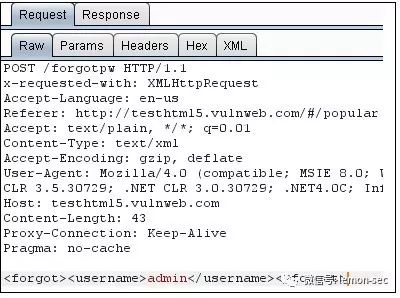 Request Response
Raw Params Headers Hex XML
POST /forgotpw HTTP/1.1
x-requested-with: XMLHttpRequest
Accept-Language: en-us
Referer: http://testhtml5.vulnweb.com/#/popular
Accept: text/plain, */*; q=0.01
Content-Type: text/xml
Accept-Encoding: gzip, deflate
User-Agent: Mozilla/4.0 (compatible; MSIE 8.0;
CLR 3.5.30729; .NET CLR 3.0.30729; .NET4.0C;
Host: testhtml5.vulnweb.com
Content-Length: 43
Proxy-Connection: Keep-Alive
Pragma: no-cache
<forgot><username>admin</username>
微信号: lemon-sec